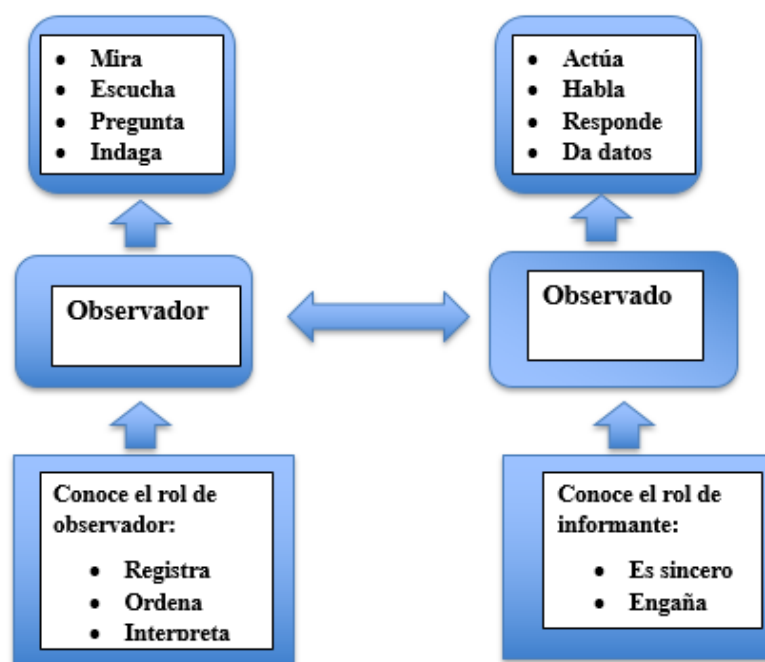 Mira
Escucha
Pregunta
Indaga
Actúa
Habla
Responde
Da datos
Observador
Observado
Conoce el rol de
observador:
Registra
Ordena
Interpreta
Conoce el rol de
informante:
Es sincero
Engaña